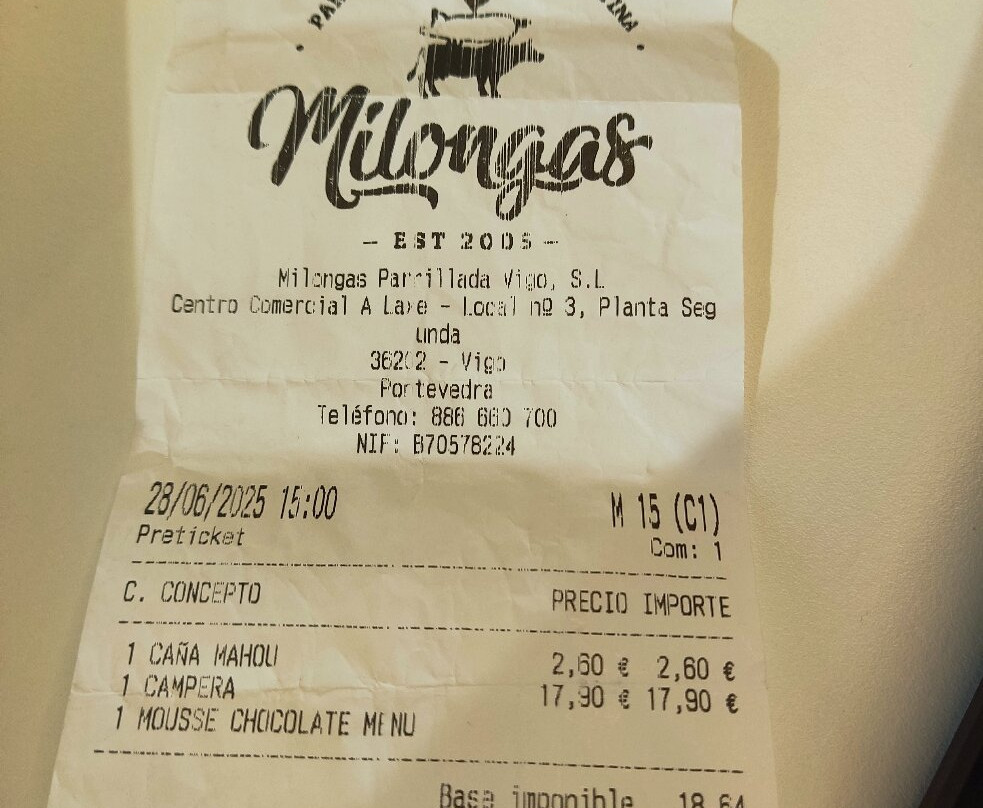 Milongas
- EST 2005 -
Milongas Parrillada Vigo, S.L
Centro Comercial A Laxe - Local nº 3, Planta Seg
unda
36202 - Vigo
Pontevedra
Teléfono: 886 660 700
NIF: B70578224
28/06/2025 15:00 M 15 (C1)
Preticket Com: 1
C. CONCEPTO PRECIO IMPORTE
1 CAÑA MAHOU 2,60 € 2,60 €
1 CAMPERA 17,90 € 17,90 €
1 MOUSSE CHOCOLATE MENU
Base imponible 18,64